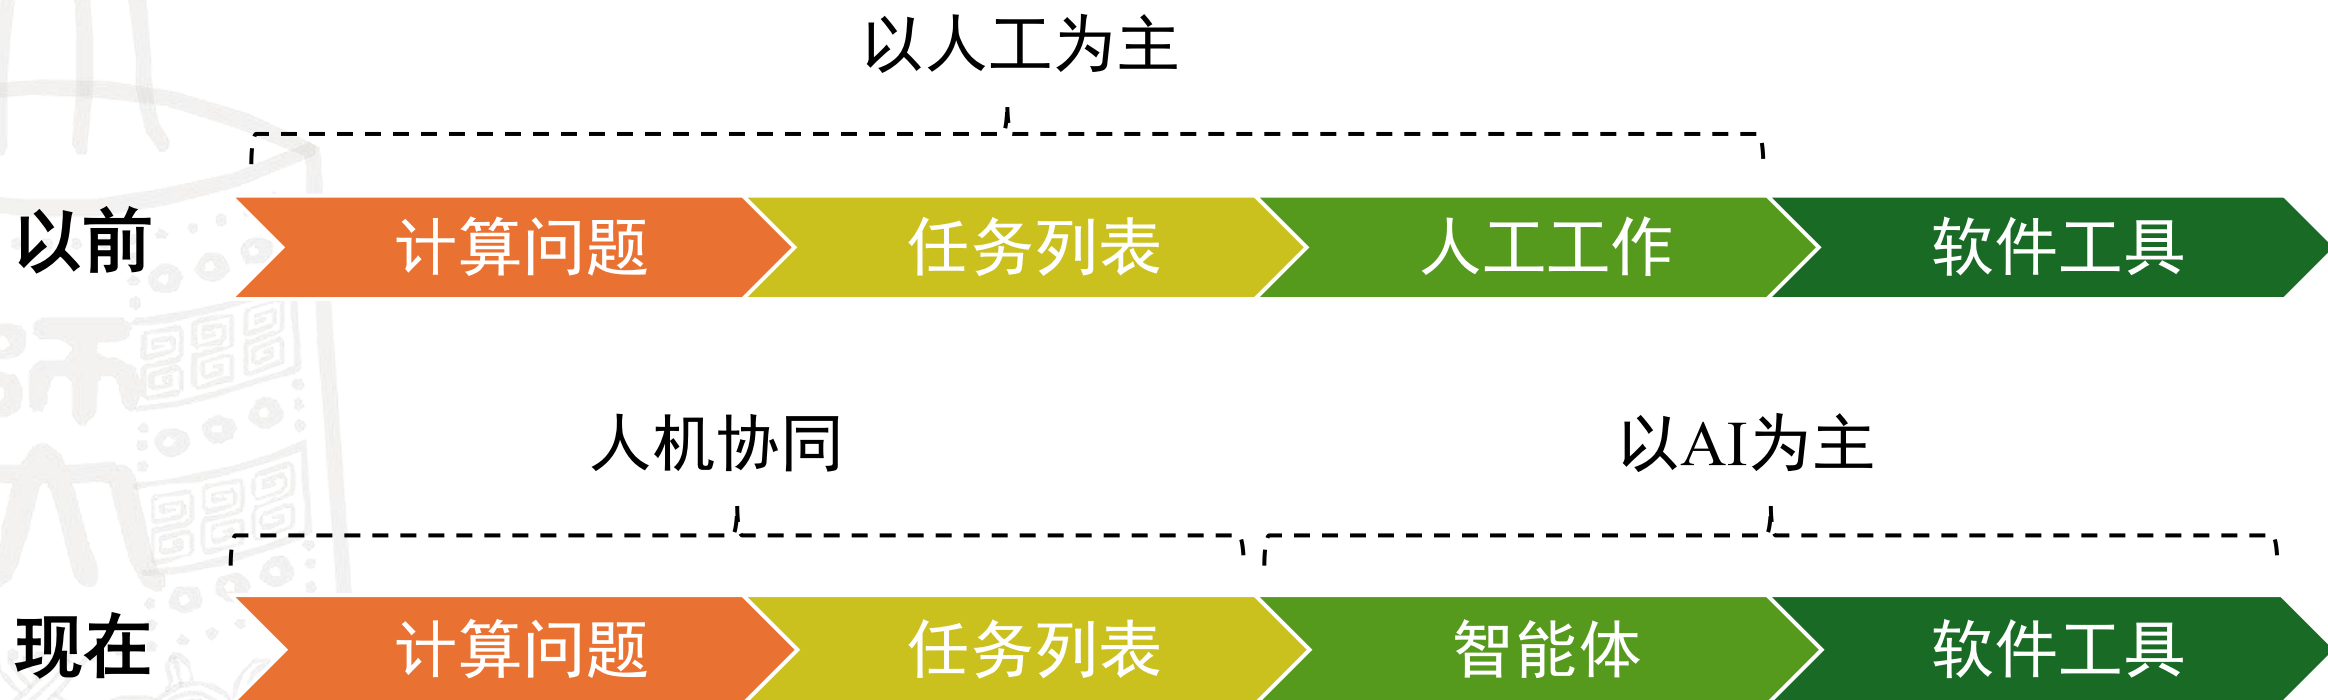 以人工为主
以前 计算问题 任务列表 人工工作 软件工具
人机协同 以AI为主
现在 计算问题 任务列表 智能体 软件工具